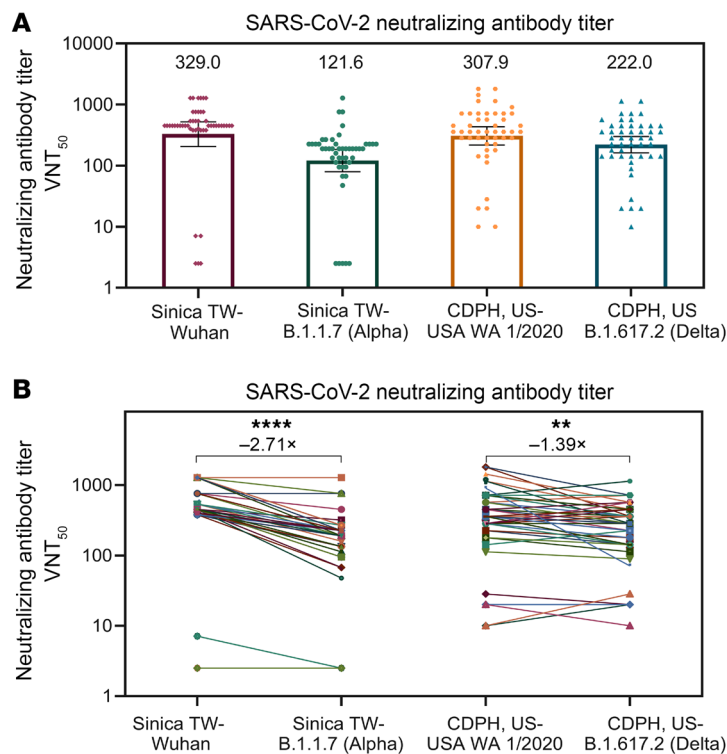 A
SARS-CoV-2 neutralizing antibody titer
Neutralizing antibody titer
VNT50
10000
1000
100
10
1
329.0
121.6
307.9
222.0
Sinica TW-
Wuhan
Sinica TW-
B.1.1.7 (Alpha)
CDPH, US-
USA WA 1/2020
CDPH, US
B.1.617.2 (Delta)
B
SARS-CoV-2 neutralizing antibody titer
Neutralizing antibody titer
VNT50
1000
100
10
1
****
–2.71×
**
–1.39×
Sinica TW-
Wuhan
Sinica TW-
B.1.1.7 (Alpha)
CDPH, US-
USA WA 1/2020
CDPH, US-
B.1.617.2 (Delta)